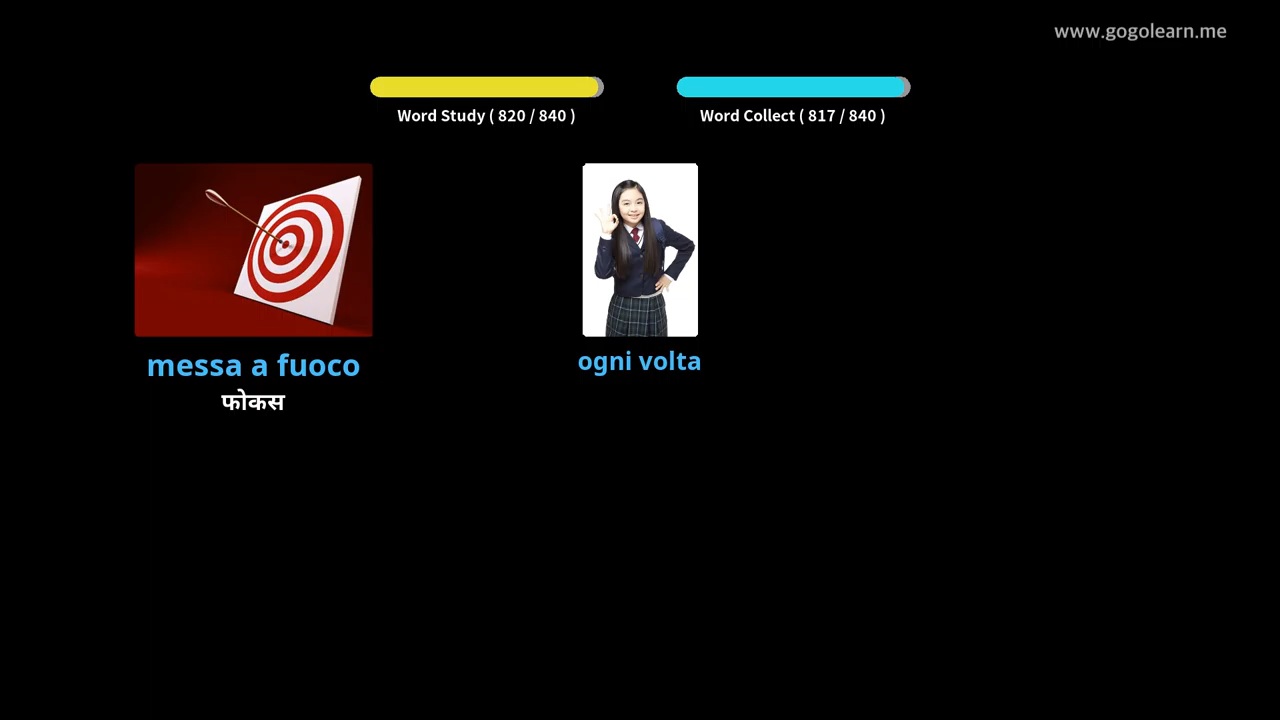 www.gogolearn.me
Word Study ( 820 / 840 )
Word Collect ( 817 / 840 )
messa a fuoco
फोकस
ogni volta